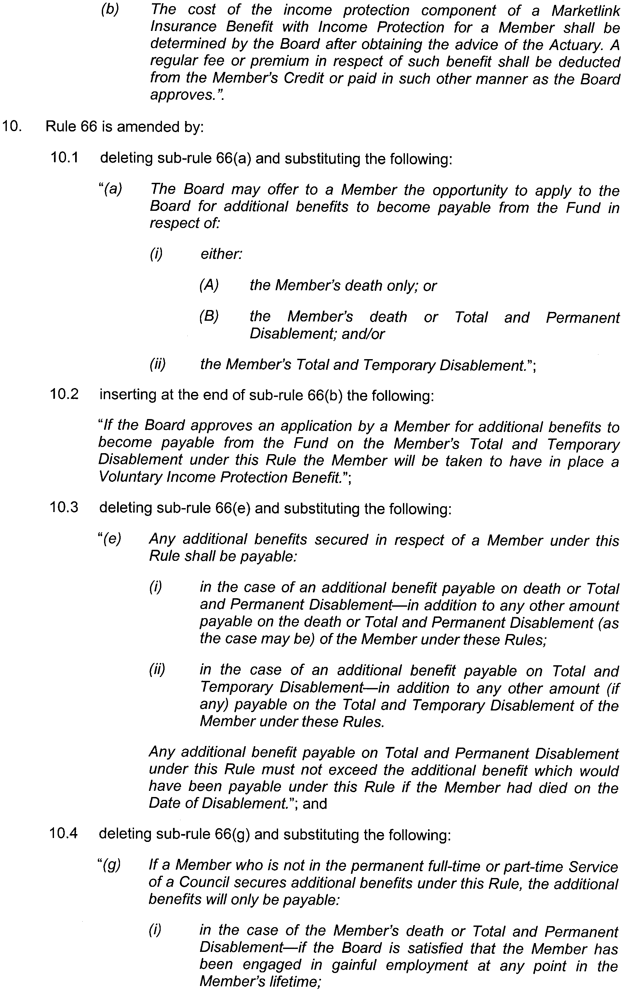 (b) The cost of the income protection component of a Marketlink
Insurance Benefit with Income Protection for a Member shall be
determined by the Board after obtaining the advice of the Actuary. A
regular fee or premium in respect of such benefit shall be deducted
from the Member's Credit or paid in such other manner as the Board
approves.”.
10. Rule 66 is amended by:
10.1 deleting sub-rule 66(a) and substituting the following:
“(a) The Board may offer to a Member the opportunity to apply to the
Board for additional benefits to become payable from the Fund in
respect of:
(i) either:
(A) the Member's death only; or
(B) the Member's death or Total and Permanent
Disablement; and/or
(ii) the Member's Total and Temporary Disablement.”;
10.2 inserting at the end of sub-rule 66(b) the following:
“If the Board approves an application by a Member for additional benefits to
become payable from the Fund on the Member's Total and Temporary
Disablement under this Rule the Member will be taken to have in place a
Voluntary Income Protection Benefit.”;
10.3 deleting sub-rule 66(e) and substituting the following:
“(e) Any additional benefits secured in respect of a Member under this
Rule shall be payable:
(i) in the case of an additional benefit payable on death or Total
and Permanent Disablement—in addition to any other amount
payable on the death or Total and Permanent Disablement (as
the case may be) of the Member under these Rules;
(ii) in the case of an additional benefit payable on Total and
Temporary Disablement—in addition to any other amount (if
any) payable on the Total and Temporary Disablement of the
Member under these Rules.
Any additional benefit payable on Total and Permanent Disablement
under this Rule must not exceed the additional benefit which would
have been payable under this Rule if the Member had died on the
Date of Disablement.”; and
10.4 deleting sub-rule 66(g) and substituting the following:
“(g) If a Member who is not in the permanent full-time or part-time Service
of a Council secures additional benefits under this Rule, the additional
benefits will only be payable:
(i) in the case of the Member's death or Total and Permanent
Disablement—if the Board is satisfied that the Member has
been engaged in gainful employment at any point in the
Member's lifetime;